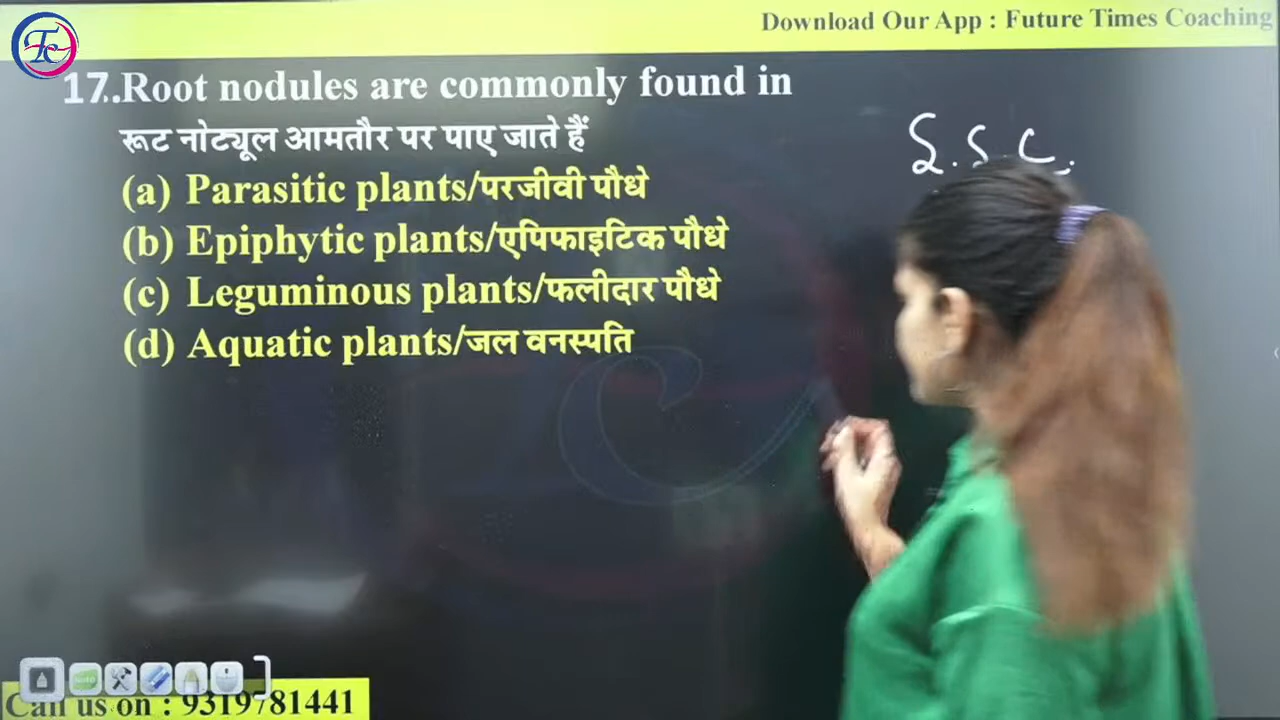 Download Our App : Future Times Coaching
17..Root nodules are commonly found in
रूट नोट्यूल आमतौर पर पाए जाते हैं
S.S.C.
(a) Parasitic plants/परजीवी पौधे
(b) Epiphytic plants/एपिफाइटिक पौधे
(c) Leguminous plants/फलीदार पौधे
(d) Aquatic plants/जल वनस्पति
Call us on : 9319781441